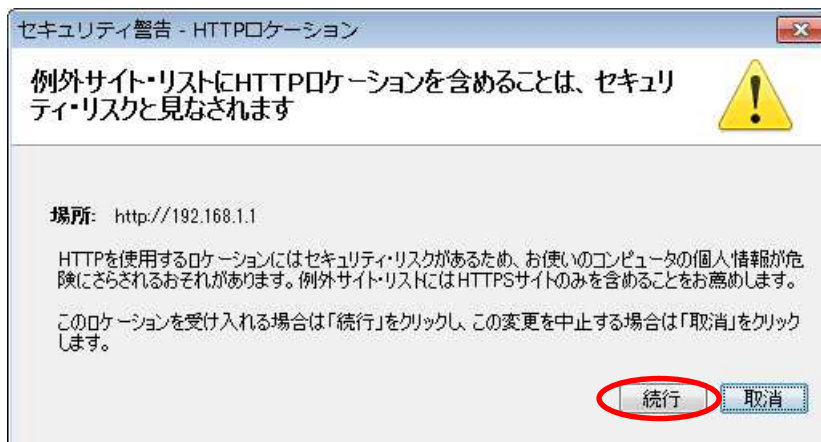 セキュリティ警告 - HTTPロケーション
例外サイト・リストにHTTPロケーションを含めることは、セキュリ
ティ・リスクと見なされます
場所: http://192.168.1.1
HTTPを使用するロケーションにはセキュリティ・リスクがあるため、お使いのコンピュータの個人情報が危
険にさらされるおそれがあります。例外サイト・リストにはHTTPSサイトのみを含めることをお薦めします。
このロケーションを受け入れる場合は「続行」をクリックし、この変更を中止する場合は「取消」をクリック
します。
続行 取消